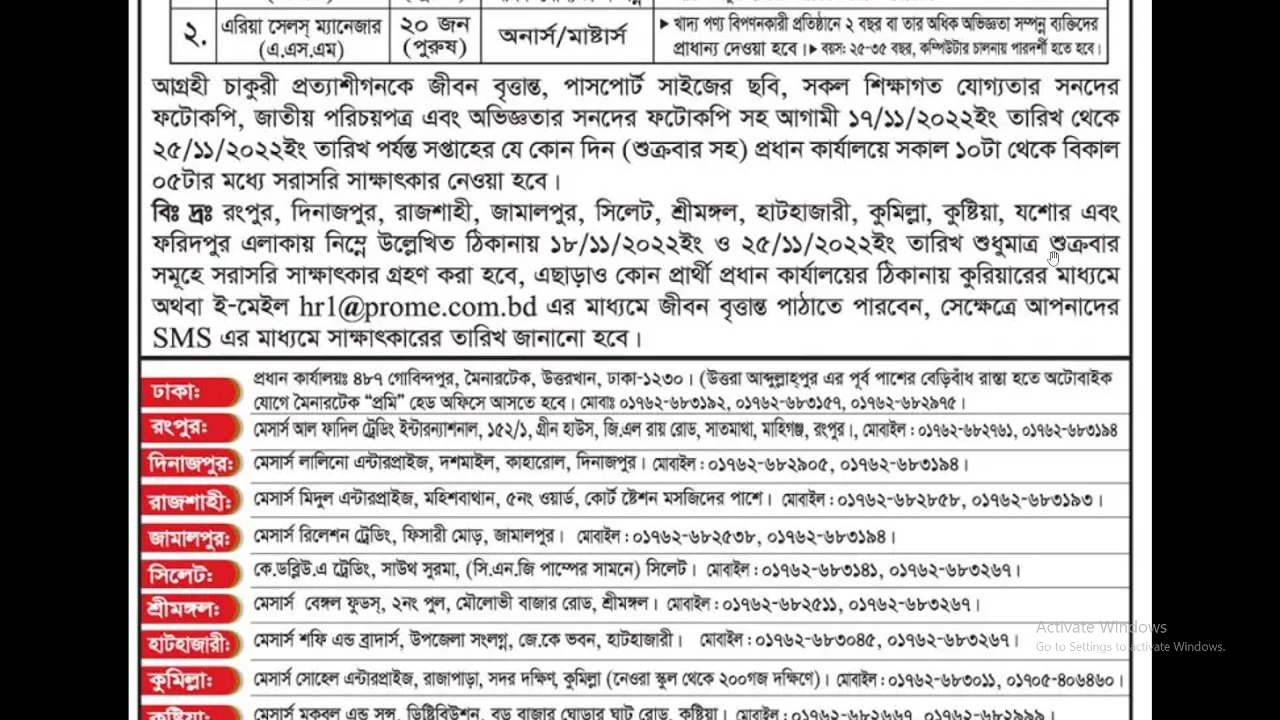 ২. এরিয়া সেলস্ ম্যানেজার (এ.এস.এম) ২০ জন (পুরুষ) অনার্স/মাষ্টার্স ▸ খাদ্য পণ্য বিপণনকারী প্রতিষ্ঠানে ২ বছর বা তার অধিক অভিজ্ঞতা সম্পন্ন ব্যক্তিদের
প্রাধান্য দেওয়া হবে। ▸ বয়স: ২৫-৩৫ বছর, কম্পিউটার চালনায় পারদর্শী হতে হবে।
আগ্রহী চাকুরী প্রত্যাশীগনকে জীবন বৃত্তান্ত, পাসপোর্ট সাইজের ছবি, সকল শিক্ষাগত যোগ্যতার সনদের
ফটোকপি, জাতীয় পরিচয়পত্র এবং অভিজ্ঞতার সনদের ফটোকপি সহ আগামী ১৭/১১/২০২২ইং তারিখ থেকে
২৫/১১/২০২২ইং তারিখ পর্যন্ত সপ্তাহের যে কোন দিন (শুক্রবার সহ) প্রধান কার্যালয়ে সকাল ১০টা থেকে বিকাল
০৫টার মধ্যে সরাসরি সাক্ষাৎকার নেওয়া হবে।
বিঃ দ্রঃ রংপুর, দিনাজপুর, রাজশাহী, জামালপুর, সিলেট, শ্রীমঙ্গল, হাটহাজারী, কুমিল্লা, কুষ্টিয়া, যশোর এবং
ফরিদপুর এলাকায় নিম্নে উল্লেখিত ঠিকানায় ১৮/১১/২০২২ইং ও ২৫/১১/২০২২ইং তারিখ শুধুমাত্র শুক্রবার
সমূহে সরাসরি সাক্ষাৎকার গ্রহণ করা হবে, এছাড়াও কোন প্রার্থী প্রধান কার্যালয়ের ঠিকানায় কুরিয়ারের মাধ্যমে
অথবা ই-মেইল hr1@prome.com.bd এর মাধ্যমে জীবন বৃত্তান্ত পাঠাতে পারবেন, সেক্ষেত্রে আপনাদের
SMS এর মাধ্যমে সাক্ষাৎকারের তারিখ জানানো হবে।
ঢাকা: প্রধান কার্যালয়ঃ ৪৮৭ গোবিন্দপুর, মৈনারটেক, উত্তরখান, ঢাকা-১২৩০। (উত্তরা আব্দুল্লাহ্পুর এর পূর্ব পাশের বেড়িবাঁধ রাস্তা হতে অটোবাইক
যোগে মৈনারটেক “প্রমি” হেড অফিসে আসতে হবে। মোবাঃ ০১৭৬২-৬৮৩১৯২, ০১৭৬২-৬৮৩১৫৭, ০১৭৬২-৬৮২৯৭৫।
রংপুর: মেসার্স আল ফাদিল ট্রেডিং ইন্টারন্যাশনাল, ১৫২/১, গ্রীন হাউস, জি.এল রায় রোড, সাতমাথা, মাহিগঞ্জ, রংপুর।, মোবাইল : ০১৭৬২-৬৮২৭৬১, ০১৭৬২-৬৮৩১৯৪
দিনাজপুর: মেসার্স লালিনো এন্টারপ্রাইজ, দশমাইল, কাহারোল, দিনাজপুর। মোবাইল : ০১৭৬২-৬৮২৯০৫, ০১৭৬২-৬৮৩১৯৪।
রাজশাহী: মেসার্স মিদুল এন্টারপ্রাইজ, মহিশবাথান, ৫নং ওয়ার্ড, কোর্ট ষ্টেশন মসজিদের পাশে। মোবাইল : ০১৭৬২-৬৮২৮৫৮, ০১৭৬২-৬৮৩১৯৩।
জামালপুর: মেসার্স রিলেশন ট্রেডিং, ফিসারী মোড়, জামালপুর। মোবাইল : ০১৭৬২-৬৮২৫৩৮, ০১৭৬২-৬৮৩১৯৪।
সিলেট: কে.ডব্লিউ.এ ট্রেডিং, সাউথ সুরমা, (সি.এন.জি পাম্পের সামনে) সিলেট। মোবাইল : ০১৭৬২-৬৮৩১৪১, ০১৭৬২-৬৮৩২৬৭।
শ্রীমঙ্গল: মেসার্স বেঙ্গল ফুডস্, ২নং পুল, মৌলোভী বাজার রোড, শ্রীমঙ্গল। মোবাইল : ০১৭৬২-৬৮২৫১১, ০১৭৬২-৬৮৩২৬৭।
হাটহাজারী: মেসার্স শফি এন্ড ব্রাদার্স, উপজেলা সংলগ্ন, জে.কে ভবন, হাটহাজারী। মোবাইল : ০১৭৬২-৬৮৩০৪৫, ০১৭৬২-৬৮৩২৬৭।
কুমিল্লা: মেসার্স সোহেল এন্টারপ্রাইজ, রাজাপাড়া, সদর দক্ষিণ, কুমিল্লা (নেওরা স্কুল থেকে ২০০গজ দক্ষিণে)। মোবাইল : ০১৭৬২-৬৮৩০১১, ০১৭০৫-৪০৬৪৬০।
কুষ্টিয়া: মেসার্স মকবুল এন্ড সন্স, ডিষ্ট্রিবিউশন, বড় বাজার ঘোড়ার ঘাট রোড, কুষ্টিয়া। মোবাইল : ০১৭৬২-৬৮২৬৬৭, ০১৭৬২-৬৮২৯৯৯।
Activate Windows
Go to Settings to activate Windows.